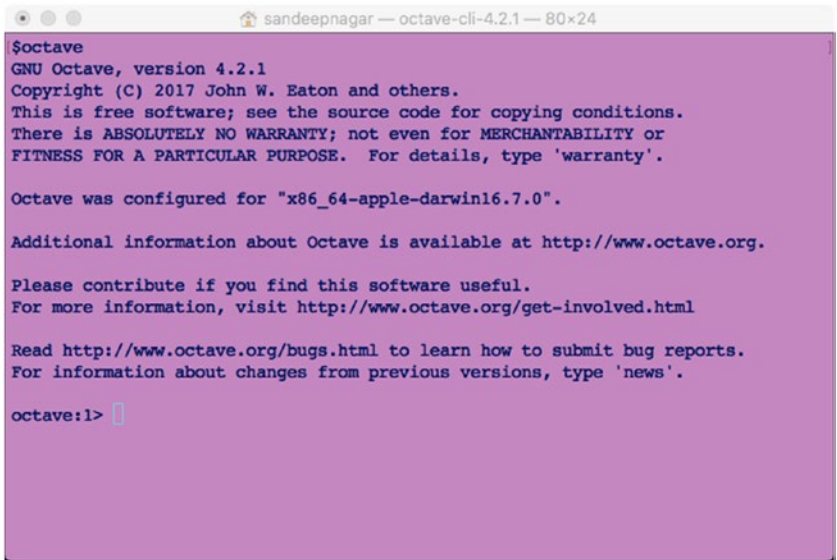 sandeepnagar — octave-cli-4.2.1 — 80×24
[$octave ]
GNU Octave, version 4.2.1
Copyright (C) 2017 John W. Eaton and others.
This is free software; see the source code for copying conditions.
There is ABSOLUTELY NO WARRANTY; not even for MERCHANTABILITY or
FITNESS FOR A PARTICULAR PURPOSE.  For details, type 'warranty'.
Octave was configured for "x86_64-apple-darwin16.7.0".
Additional information about Octave is available at http://www.octave.org.
Please contribute if you find this software useful.
For more information, visit http://www.octave.org/get-involved.html
Read http://www.octave.org/bugs.html to learn how to submit bug reports.
For information about changes from previous versions, type 'news'.
octave:1>